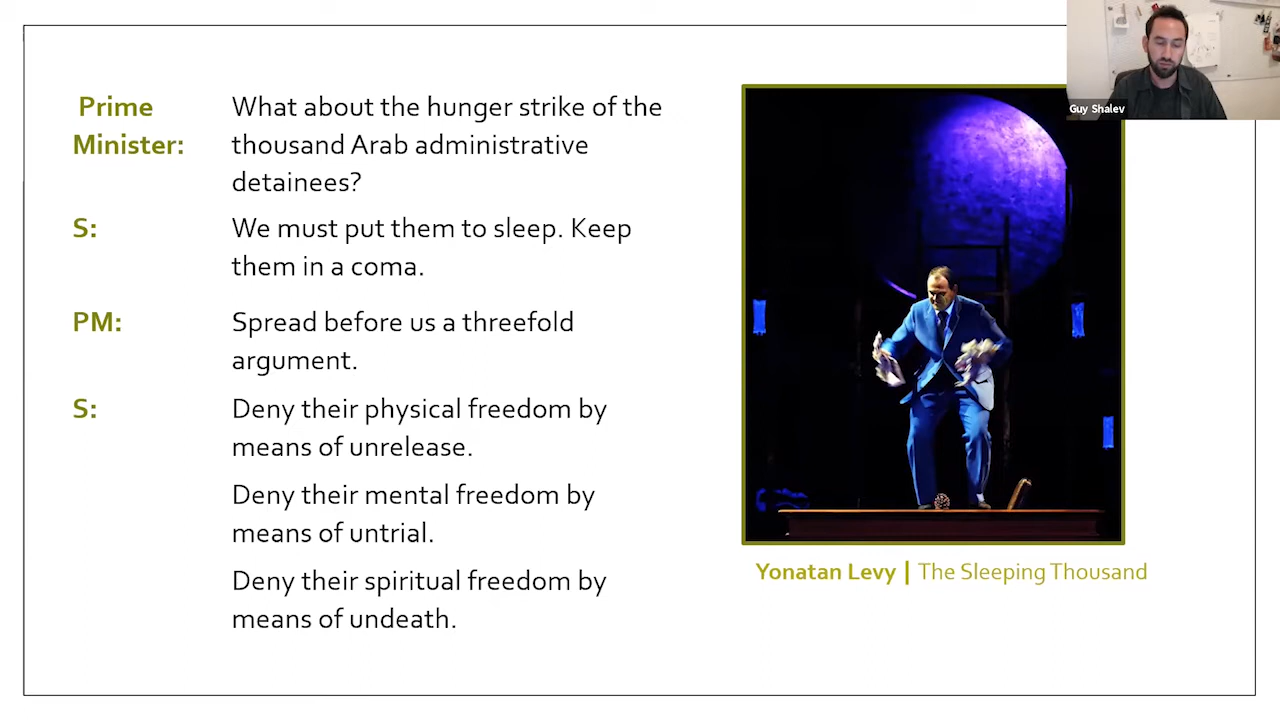 Prime Minister:
What about the hunger strike of the
thousand Arab administrative
detainees?
S:
We must put them to sleep. Keep
them in a coma.
PM:
Spread before us a threefold
argument.
S:
Deny their physical freedom by
means of unrelease.
Deny their mental freedom by
means of untrial.
Deny their spiritual freedom by
means of undeath.
Guy Shalev
Yonatan Levy | The Sleeping Thousand